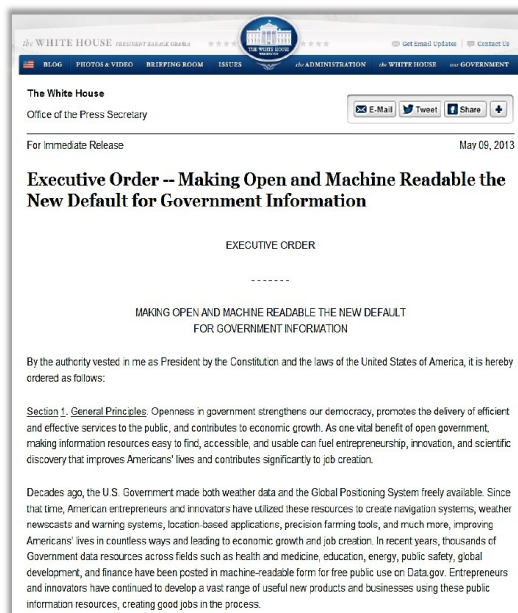 the WHITE HOUSE PRESIDENT BARACK OBAMA
THE WHITE HOUSE
Get Email Updates
Contact Us
BLOG PHOTOS & VIDEO BRIEFING ROOM ISSUES the ADMINISTRATION the WHITE HOUSE our GOVERNMENT
The White House
Office of the Press Secretary
E-Mail Tweet Share +
For Immediate Release
May 09, 2013
Executive Order -- Making Open and Machine Readable the
New Default for Government Information
EXECUTIVE ORDER
- - - - - - -
MAKING OPEN AND MACHINE READABLE THE NEW DEFAULT
FOR GOVERNMENT INFORMATION
By the authority vested in me as President by the Constitution and the laws of the United States of America, it is hereby
ordered as follows:
Section 1. General Principles. Openness in government strengthens our democracy, promotes the delivery of efficient
and effective services to the public, and contributes to economic growth. As one vital benefit of open government,
making information resources easy to find, accessible, and usable can fuel entrepreneurship, innovation, and scientific
discovery that improves Americans' lives and contributes significantly to job creation.
Decades ago, the U.S. Government made both weather data and the Global Positioning System freely available. Since
that time, American entrepreneurs and innovators have utilized these resources to create navigation systems, weather
newscasts and warning systems, location-based applications, precision farming tools, and much more, improving
Americans' lives in countless ways and leading to economic growth and job creation. In recent years, thousands of
Government data resources across fields such as health and medicine, education, energy, public safety, global
development, and finance have been posted in machine-readable form for free public use on Data.gov. Entrepreneurs
and innovators have continued to develop a vast range of useful new products and businesses using these public
information resources, creating good jobs in the process.